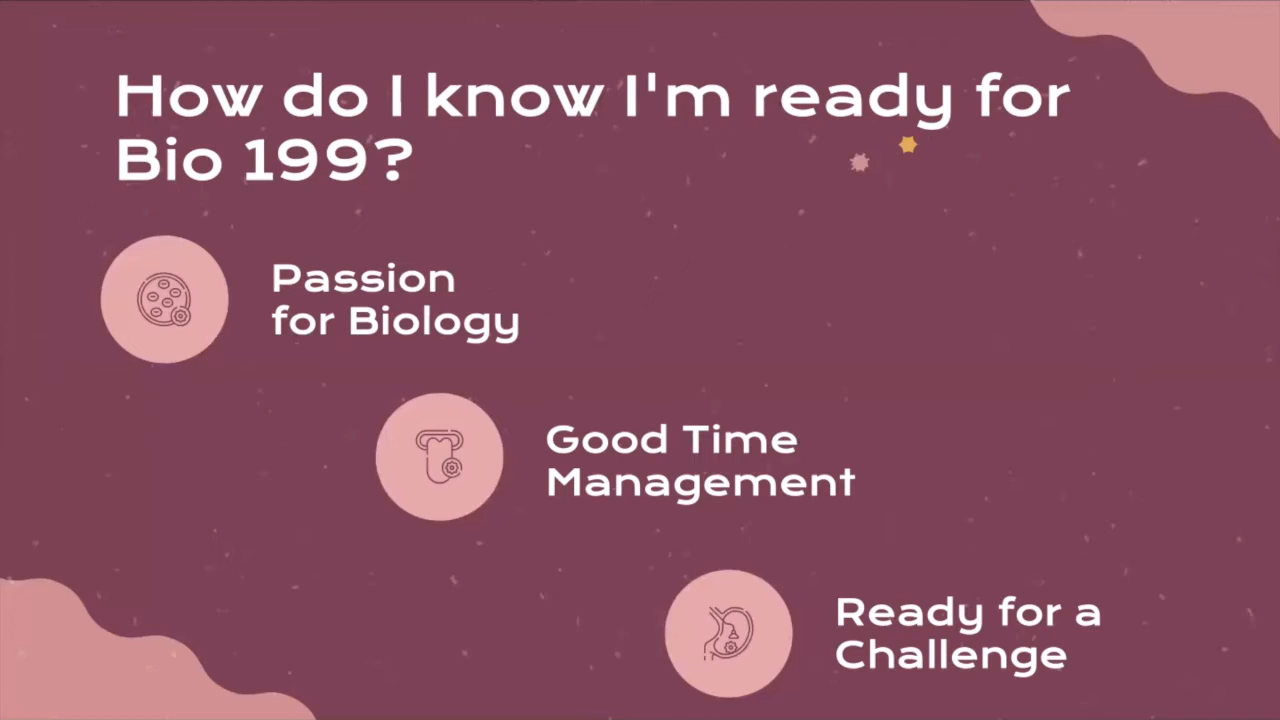 How do I know I'm ready for
Bio 199?
Passion
for Biology
Good Time
Management
Ready for a
Challenge